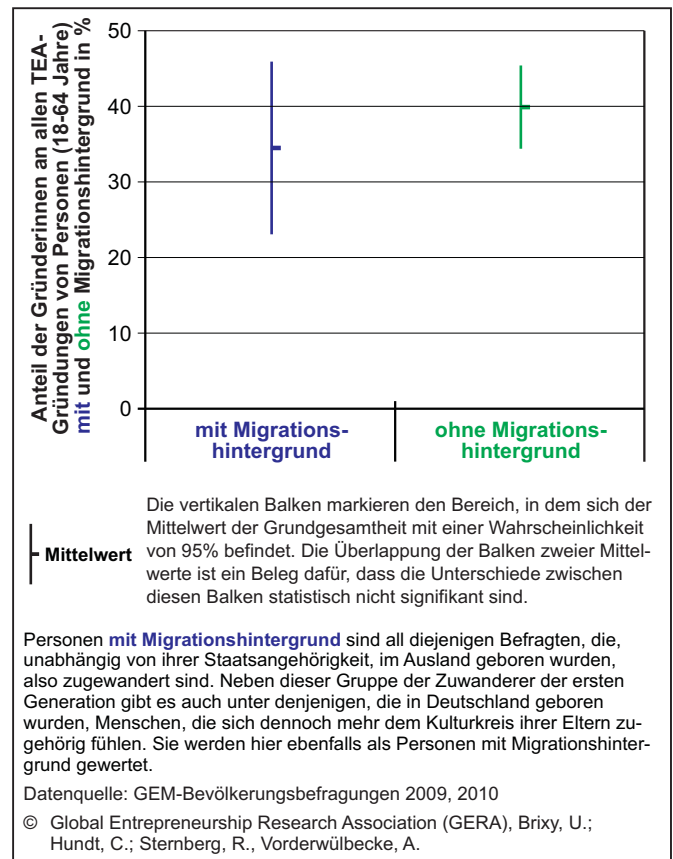 Anteil der Gründerinnen an allen TEA-
Gründungen von Personen (18-64 Jahre)
mit und ohne Migrationshintergrund in %
50
40
30
20
10
0
mit Migrations-
hintergrund
ohne Migrations-
hintergrund
Mittelwert
Die vertikalen Balken markieren den Bereich, in dem sich der
Mittelwert der Grundgesamtheit mit einer Wahrscheinlichkeit
von 95% befindet. Die Überlappung der Balken zweier Mittel-
werte ist ein Beleg dafür, dass die Unterschiede zwischen
diesen Balken statistisch nicht signifikant sind.
Personen mit Migrationshintergrund sind all diejenigen Befragten, die,
unabhängig von ihrer Staatsangehörigkeit, im Ausland geboren wurden,
also zugewandert sind. Neben dieser Gruppe der Zuwanderer der ersten
Generation gibt es auch unter denjenigen, die in Deutschland geboren
wurden, Menschen, die sich dennoch mehr dem Kulturkreis ihrer Eltern zu-
gehörig fühlen. Sie werden hier ebenfalls als Personen mit Migrationshinter-
grund gewertet.
Datenquelle: GEM-Bevölkerungsbefragungen 2009, 2010
© Global Entrepreneurship Research Association (GERA), Brixy, U.;
Hundt, C.; Sternberg, R., Vorderwülbecke, A.